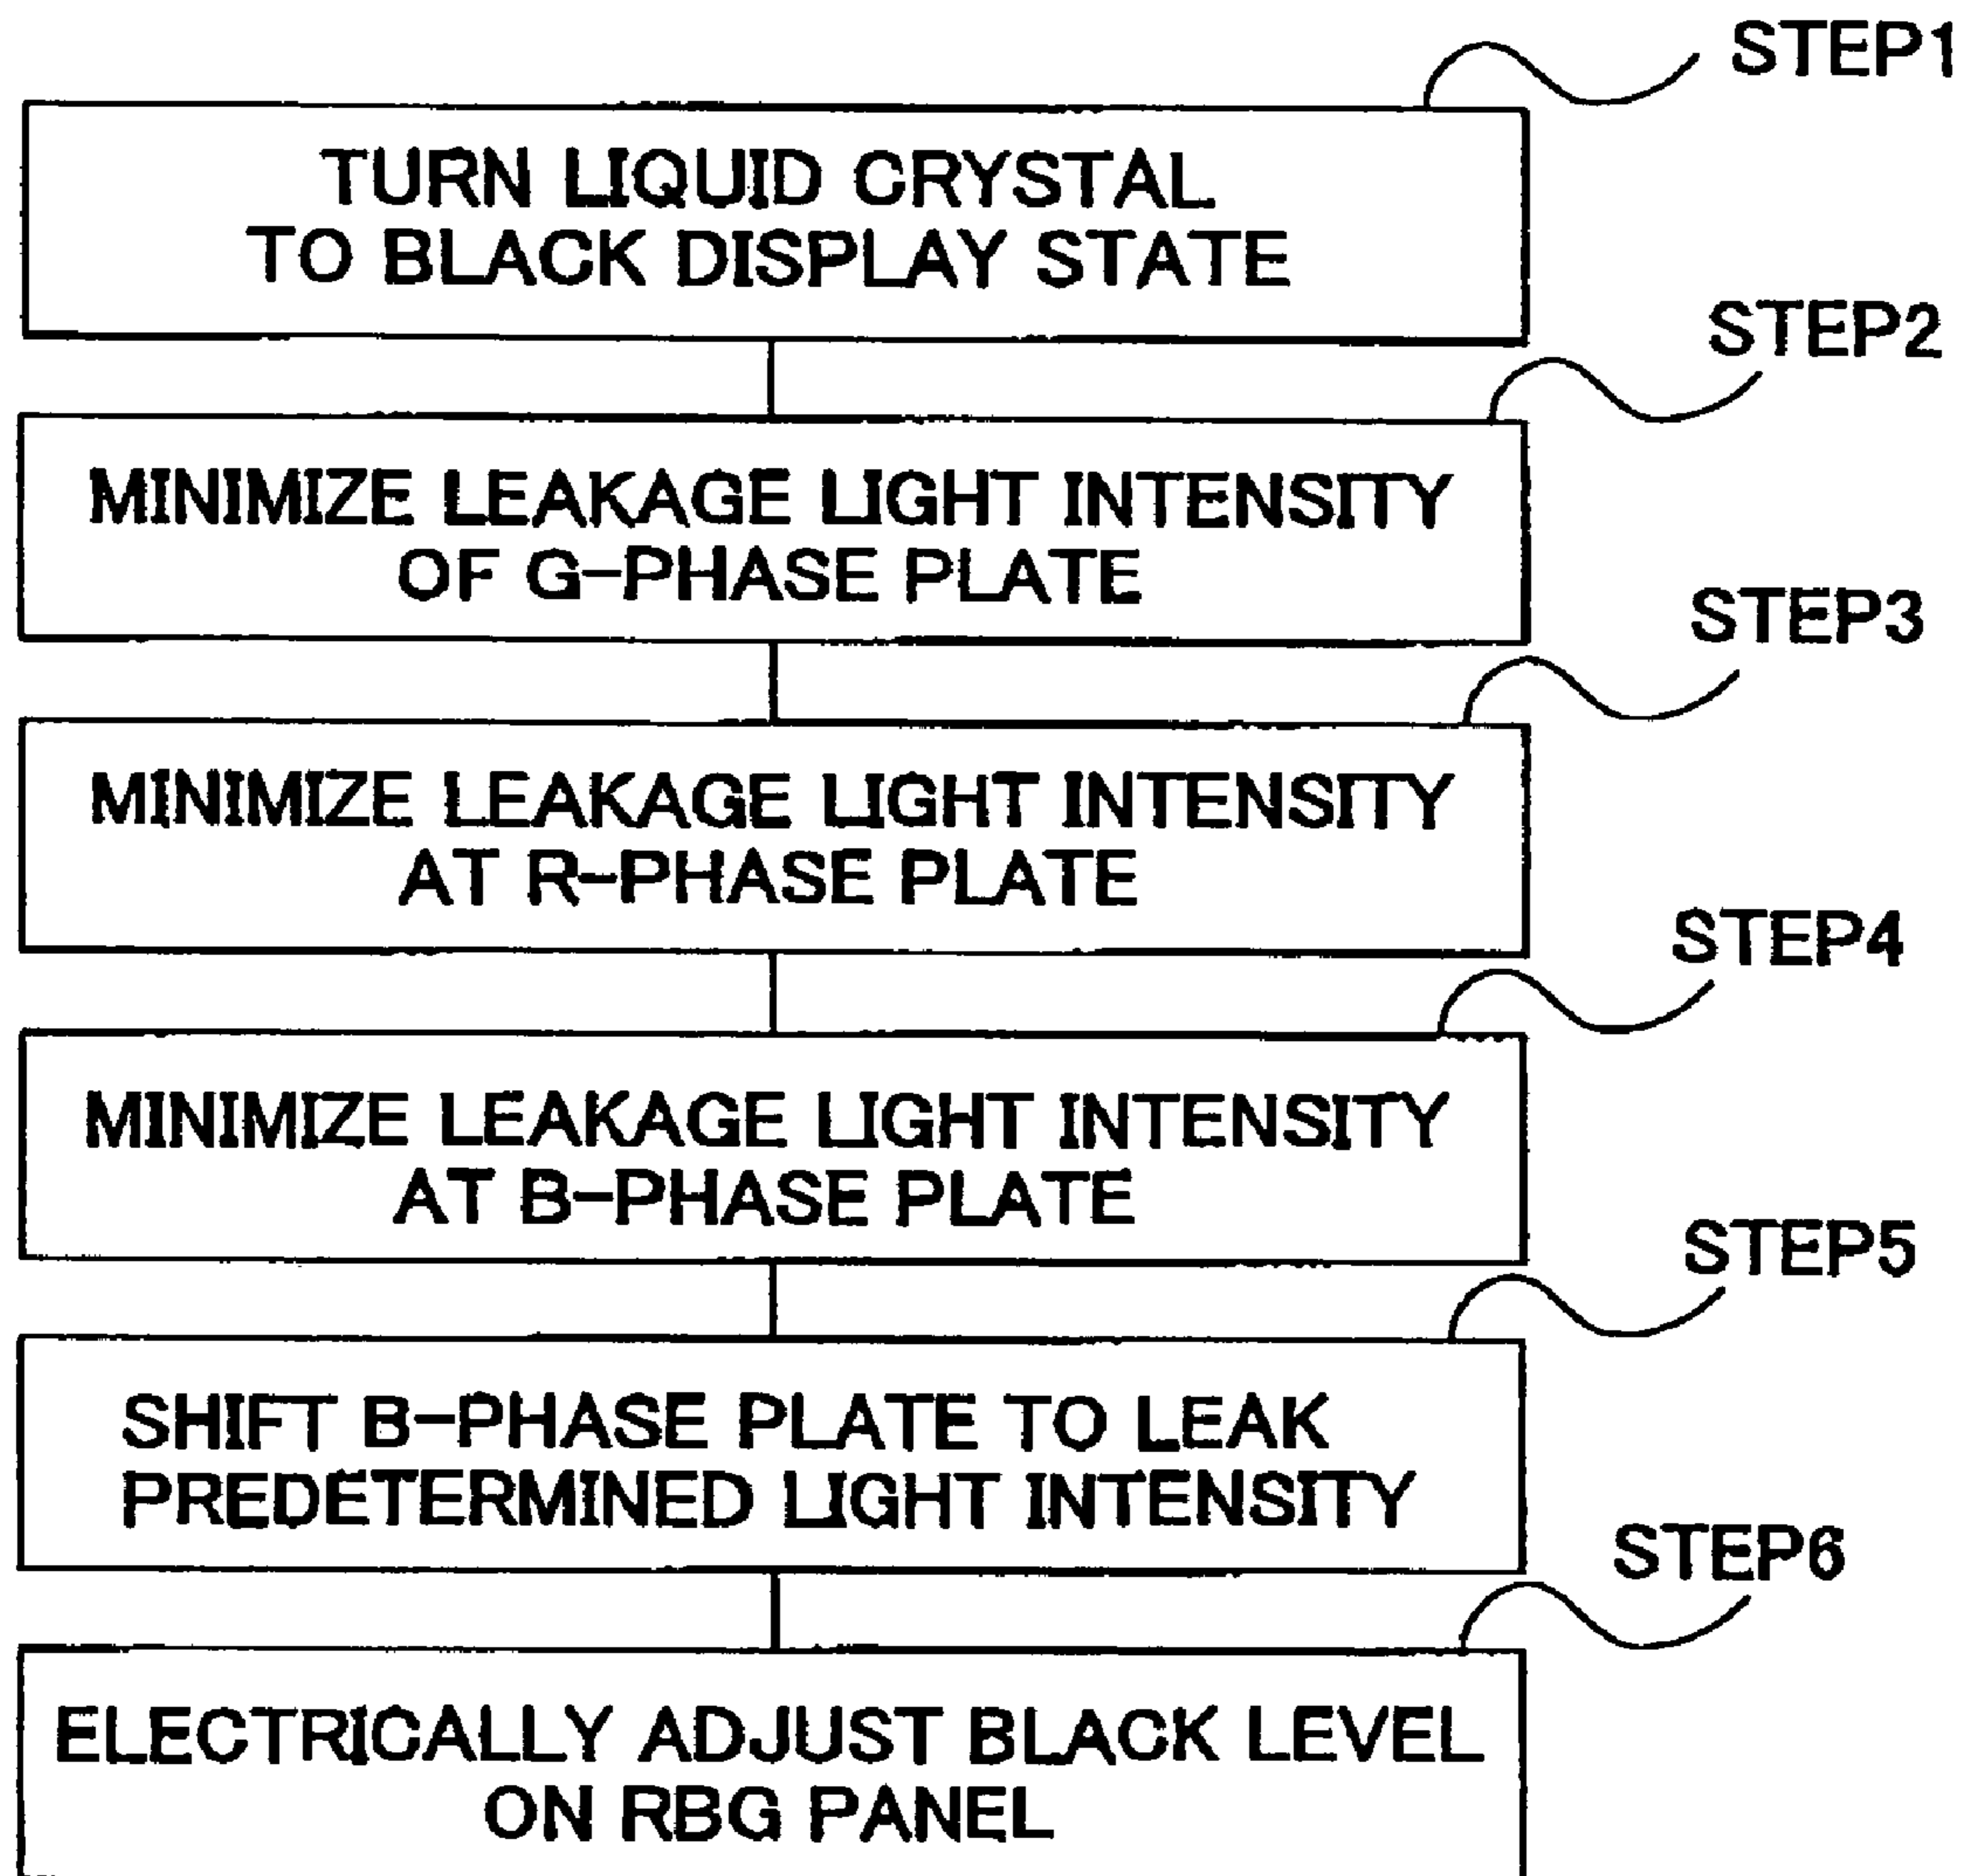 STEP1
TURN LIQUID CRYSTAL
TO BLACK DISPLAY STATE
STEP2
MINIMIZE LEAKAGE LIGHT INTENSITY
OF G-PHASE PLATE
STEP3
MINIMIZE LEAKAGE LIGHT INTENSITY
AT R-PHASE PLATE
STEP4
MINIMIZE LEAKAGE LIGHT INTENSITY
AT B-PHASE PLATE
STEP5
SHIFT B-PHASE PLATE TO LEAK
PREDETERMINED LIGHT INTENSITY
STEP6
ELECTRICALLY ADJUST BLACK LEVEL
ON RBG PANEL